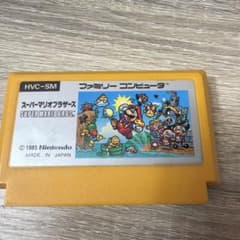 HVC-SM
ファミリー コンピュータ
スーパーマリオブラザーズ
SUPER MARIO BROS.
© 1985 Nintendo
MADE IN JAPAN